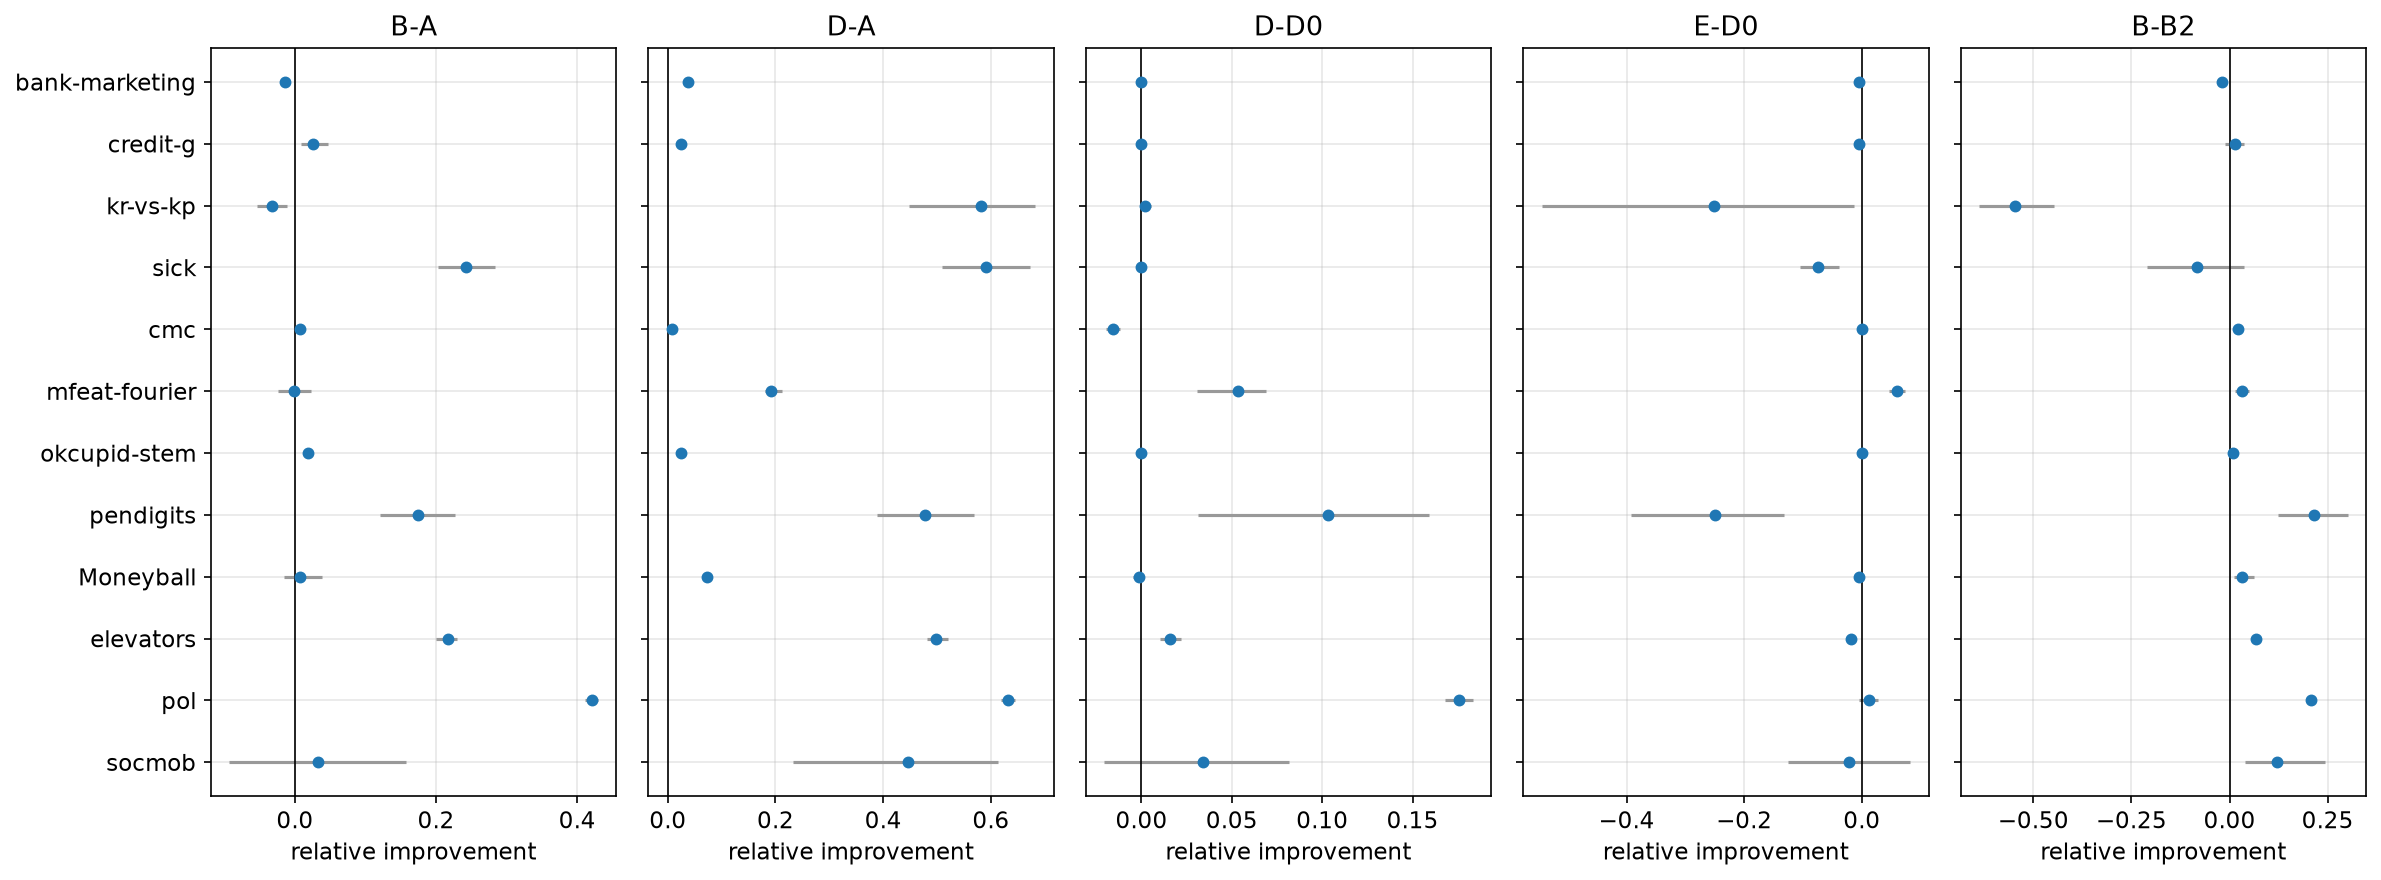 B-A
D-A
D-D0
E-D0
B-B2
bank-marketing
credit-g
kr-vs-kp
sick
cmc
mfeat-fourier
okcupid-stem
pendigits
Moneyball
elevators
pol
socmob
0.0 0.2 0.4
0.0 0.2 0.4 0.6
0.00 0.05 0.10 0.15
−0.4 −0.2 0.0
−0.50 −0.25 0.00 0.25
relative improvement
relative improvement
relative improvement
relative improvement
relative improvement